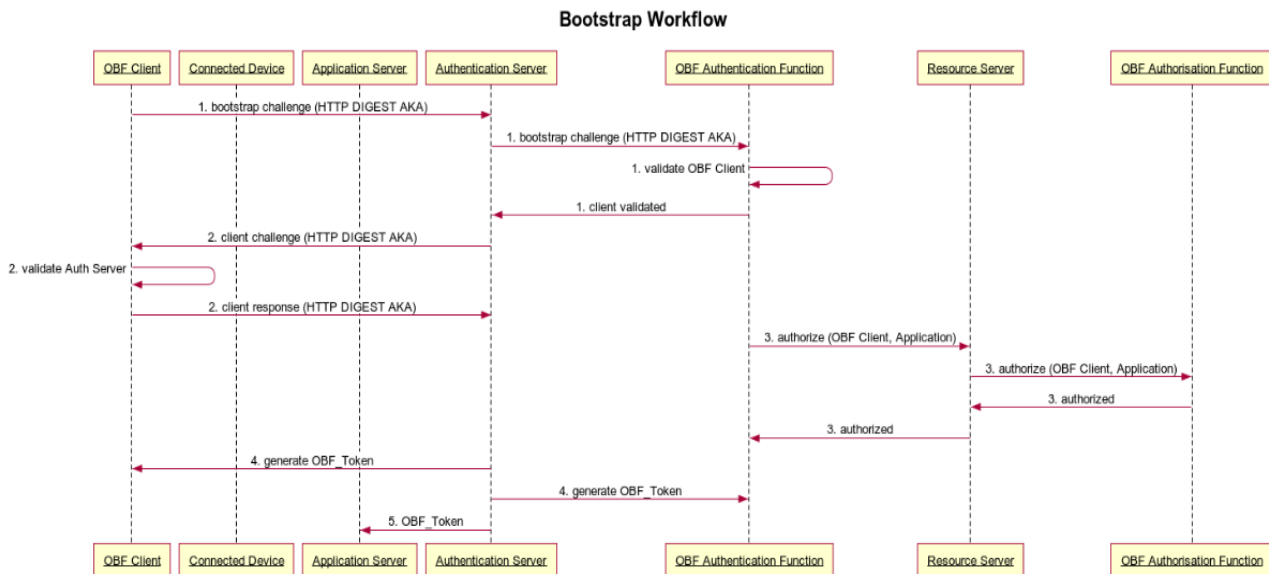 Bootstrap Workflow
OBF Client Connected Device Application Server Authentication Server OBF Authentication Function Resource Server OBF Authorisation Function
1. bootstrap challenge (HTTP DIGEST AKA)
1. bootstrap challenge (HTTP DIGEST AKA)
1. validate OBF Client
1. client validated
2. client challenge (HTTP DIGEST AKA)
2. validate Auth Server
2. client response (HTTP DIGEST AKA)
3. authorize (OBF Client, Application)
3. authorize (OBF Client, Application)
3. authorized
3. authorized
4. generate OBF_Token
4. generate OBF_Token
5. OBF_Token
OBF Client Connected Device Application Server Authentication Server OBF Authentication Function Resource Server OBF Authorisation Function